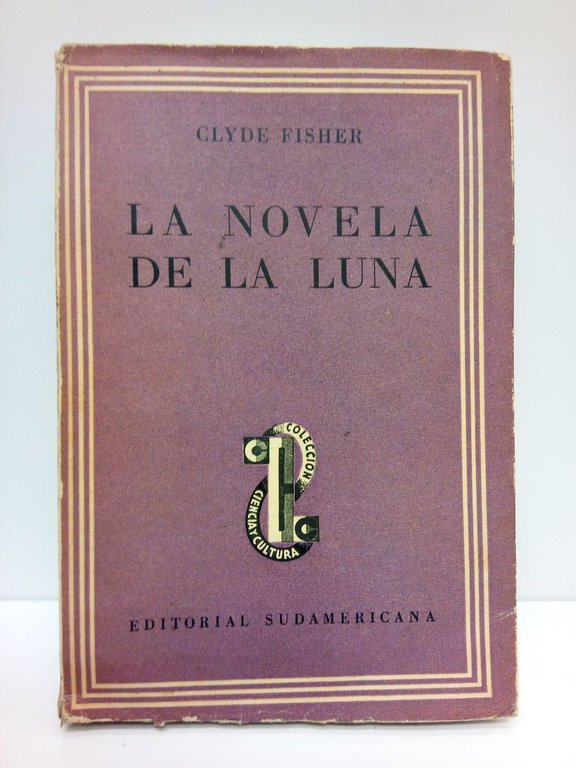 CLYDE FISHER
LA NOVELA
DE LA LUNA
C
COLECCION
CIENCIA Y CULTURA
C
EDITORIAL SUDAMERICANA